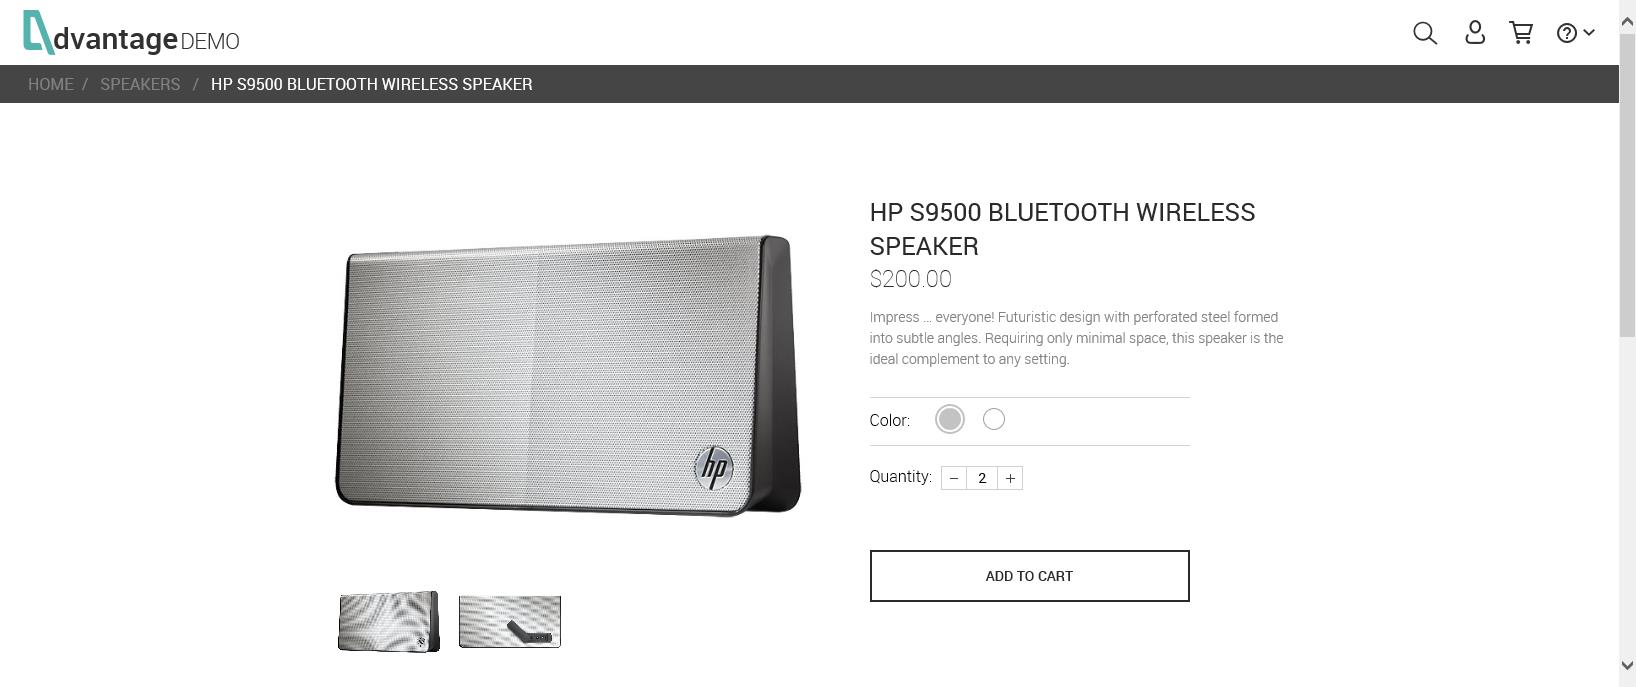 dvantage DEMO
HOME / SPEAKERS / HP S9500 BLUETOOTH WIRELESS SPEAKER
HP S9500 BLUETOOTH WIRELESS
SPEAKER
$200.00
Impress ... everyone! Futuristic design with perforated steel formed
into subtle angles. Requiring only minimal space, this speaker is the
ideal complement to any setting.
Color:
Quantity: − 2 +
hp
ADD TO CART